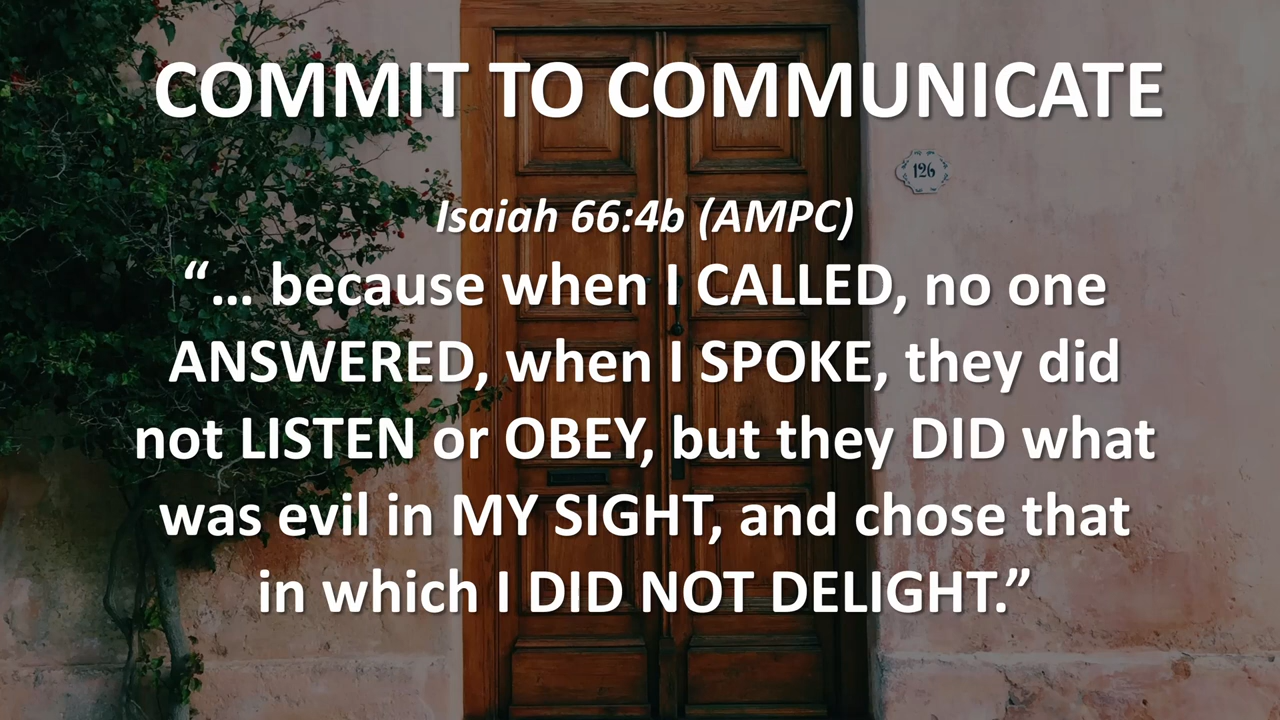 COMMIT TO COMMUNICATE
126
Isaiah 66:4b (AMPC)
“... because when I CALLED, no one
ANSWERED, when I SPOKE, they did
not LISTEN or OBEY, but they DID what
was evil in MY SIGHT, and chose that
in which I DID NOT DELIGHT.”